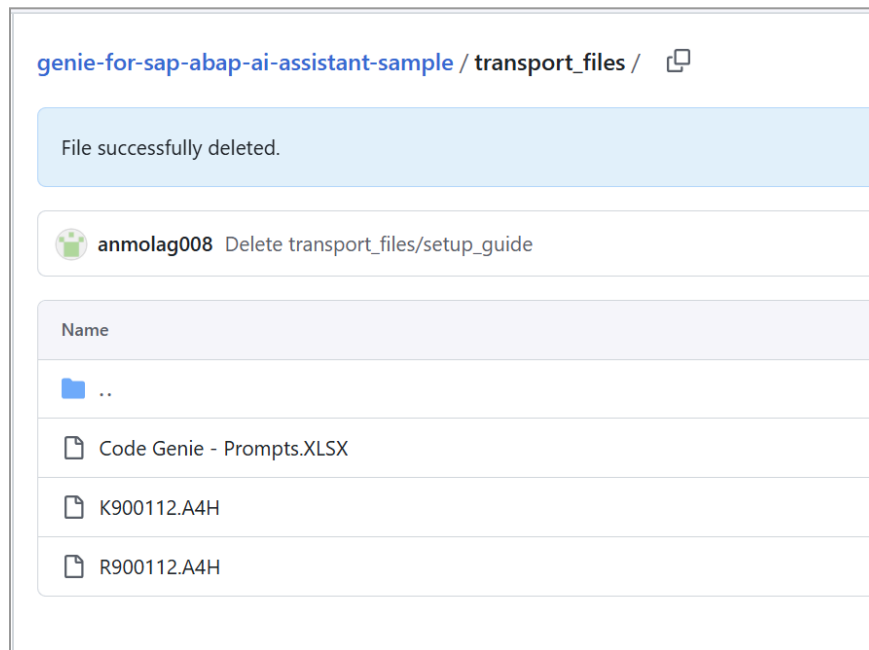 genie-for-sap-abap-ai-assistant-sample / transport_files /
File successfully deleted.
anmolag008 Delete transport_files/setup_guide
Name
..
Code Genie - Prompts.XLSX
K900112.A4H
R900112.A4H